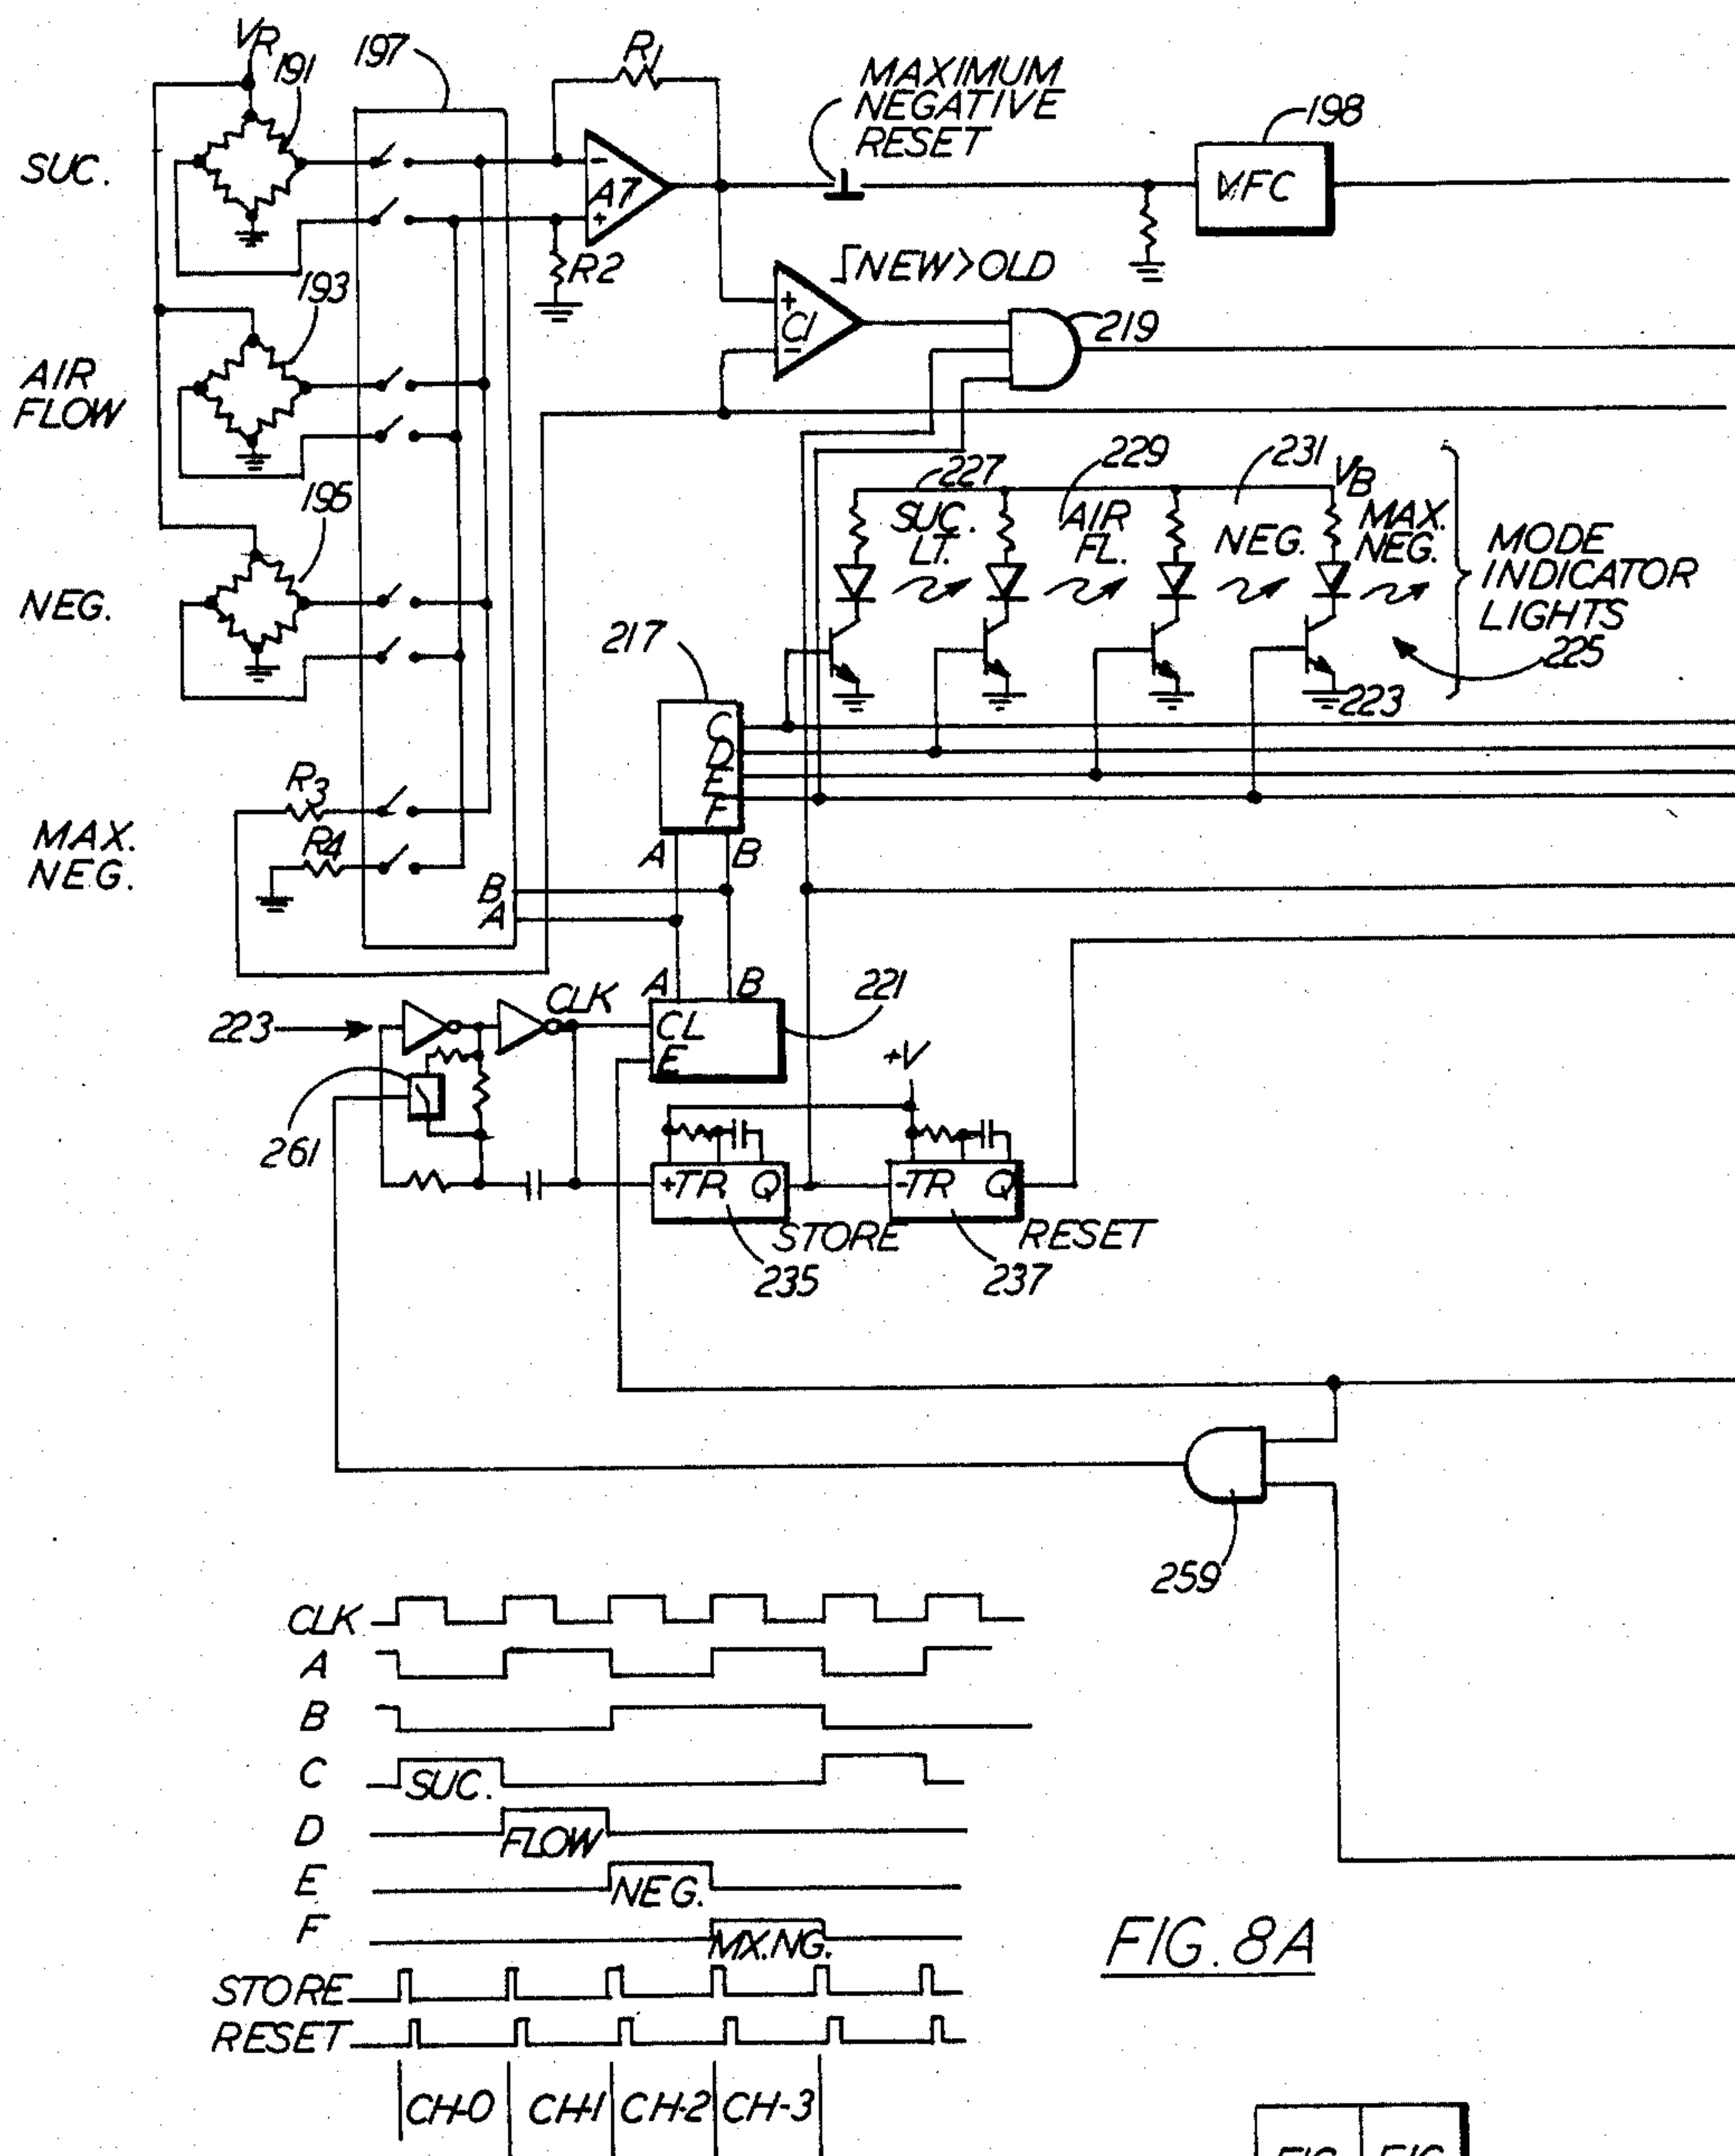 VR
191
197
R1
MAXIMUM
NEGATIVE
RESET
198
SUC.
-
A7
+
VFC
R2
193
∫NEW>OLD
+
C1
-
219
AIR
FLOW
195
227
229
231
VB
SUC.
LT.
AIR
FL.
NEG.
MAX.
NEG.
MODE
INDICATOR
LIGHTS
225
NEG.
217
223
C
D
E
F
R3
MAX.
NEG.
R4
A
B
B
A
A
B
221
223
CLK
CL
E
+V
261
+TR Q
-TR Q
STORE
RESET
235
237
259
CLK
A
B
C
SUC.
D
FLOW
E
NEG.
F
MX.NG.
STORE
RESET
CH-0
CH-1
CH-2
CH-3
FIG. 8A
FIG
FIG